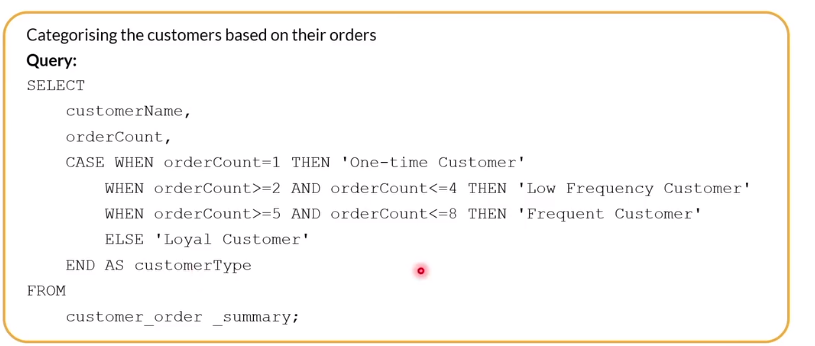 Categorising the customers based on their orders
Query:
SELECT
customerName,
orderCount,
CASE WHEN orderCount=1 THEN 'One-time Customer'
WHEN orderCount>=2 AND orderCount<=4 THEN 'Low Frequency Customer'
WHEN orderCount>=5 AND orderCount<=8 THEN 'Frequent Customer'
ELSE 'Loyal Customer'
END AS customerType
FROM
customer_order _summary;